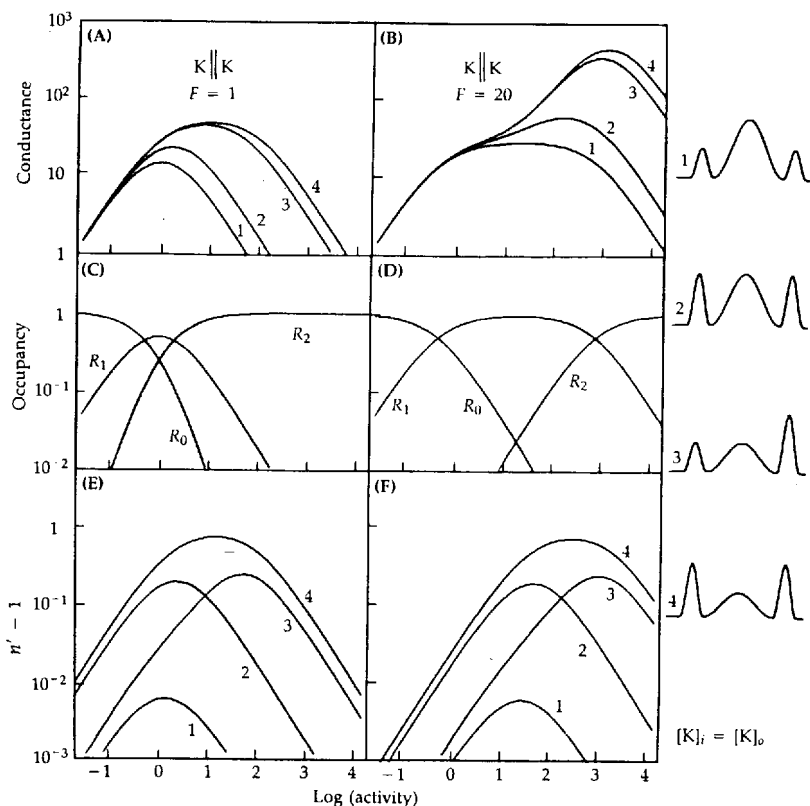 (A)
K || K
F = 1
10³
10²
10
1
Conductance
1
2
3
4
(B)
K || K
F = 20
4
3
2
1
1
(C)
1
10⁻¹
10⁻²
Occupancy
R₁
R₀
R₂
(D)
R₁
R₀
R₂
2
3
(E)
1
10⁻¹
10⁻²
10⁻³
n′ − 1
4
3
2
1
−1 0 1 2 3 4
(F)
4
3
2
1
−1 0 1 2 3 4
4
[K]ᵢ = [K]ₒ
Log (activity)